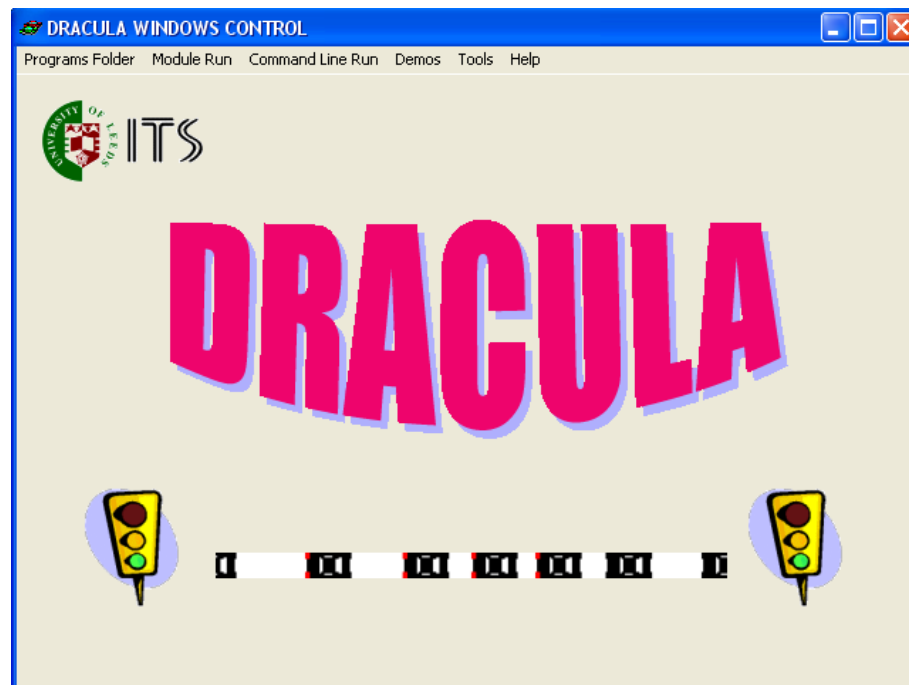 DRACULA WINDOWS CONTROL
Programs Folder Module Run Command Line Run Demos Tools Help
UNIVERSITY OF LEEDS
ITS
DRACULA